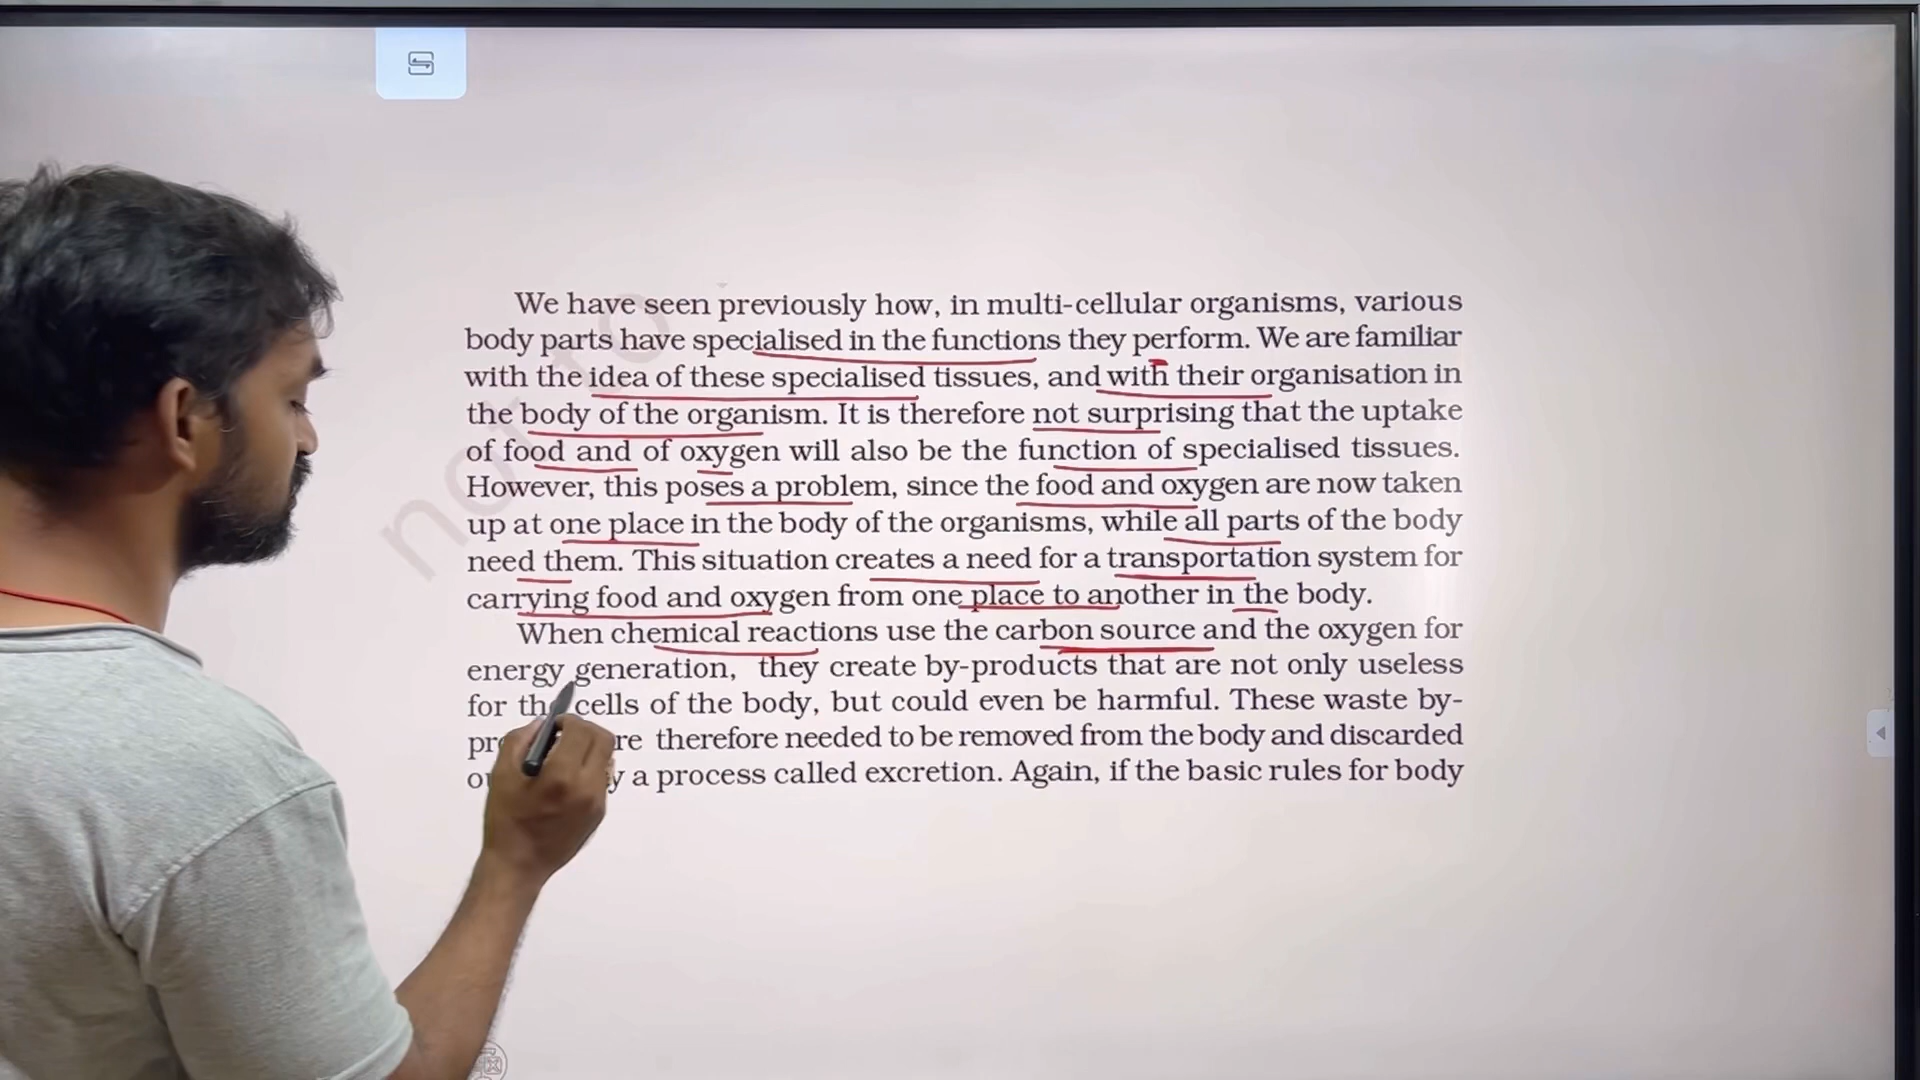 We have seen previously how, in multi-cellular organisms, various
body parts have specialised in the functions they perform. We are familiar
with the idea of these specialised tissues, and with their organisation in
the body of the organism. It is therefore not surprising that the uptake
of food and of oxygen will also be the function of specialised tissues.
However, this poses a problem, since the food and oxygen are now taken
up at one place in the body of the organisms, while all parts of the body
need them. This situation creates a need for a transportation system for
carrying food and oxygen from one place to another in the body.
When chemical reactions use the carbon source and the oxygen for
energy generation, they create by-products that are not only useless
for the cells of the body, but could even be harmful. These waste by-
therefore needed to be removed from the body and discarded
a process called excretion. Again, if the basic rules for body